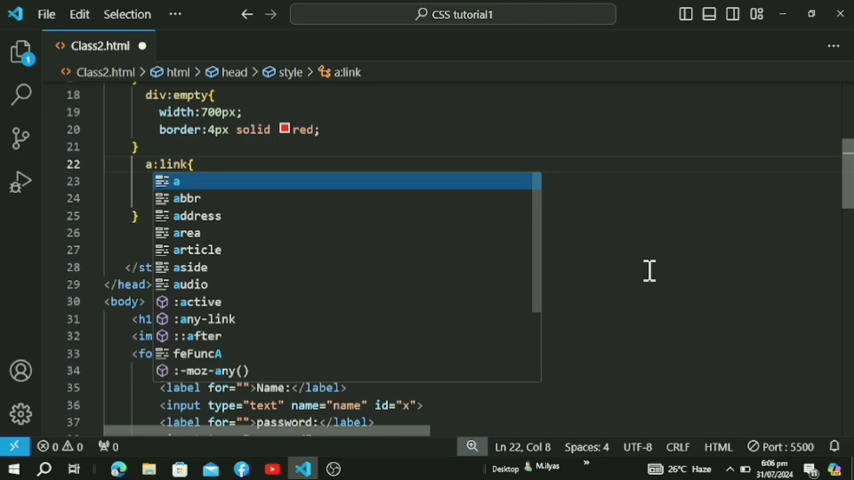 File Edit Selection ··· CSS tutorial1
Class2.html
Class2.html > html > head > style > a:link
18 div:empty{
19 width:700px;
20 border:4px solid red;
21 }
22 a:link{
23 a
24 abbr
25 } address
26 area
27 article
28 </st aside
29 </head> audio
30 <body> :active
31 <h1 :any-link
32 <im ::after
33 <fo feFuncA
34 :-moz-any()
35 <label for="">Name:</label>
36 <input type="text" name="name" id="x">
37 <label for="">password:</label>
0 0 0 Ln 22, Col 8 Spaces: 4 UTF-8 CRLF HTML Port : 5500
Desktop M.ilyas » 26°C Haze 6:06 pm
31/07/2024